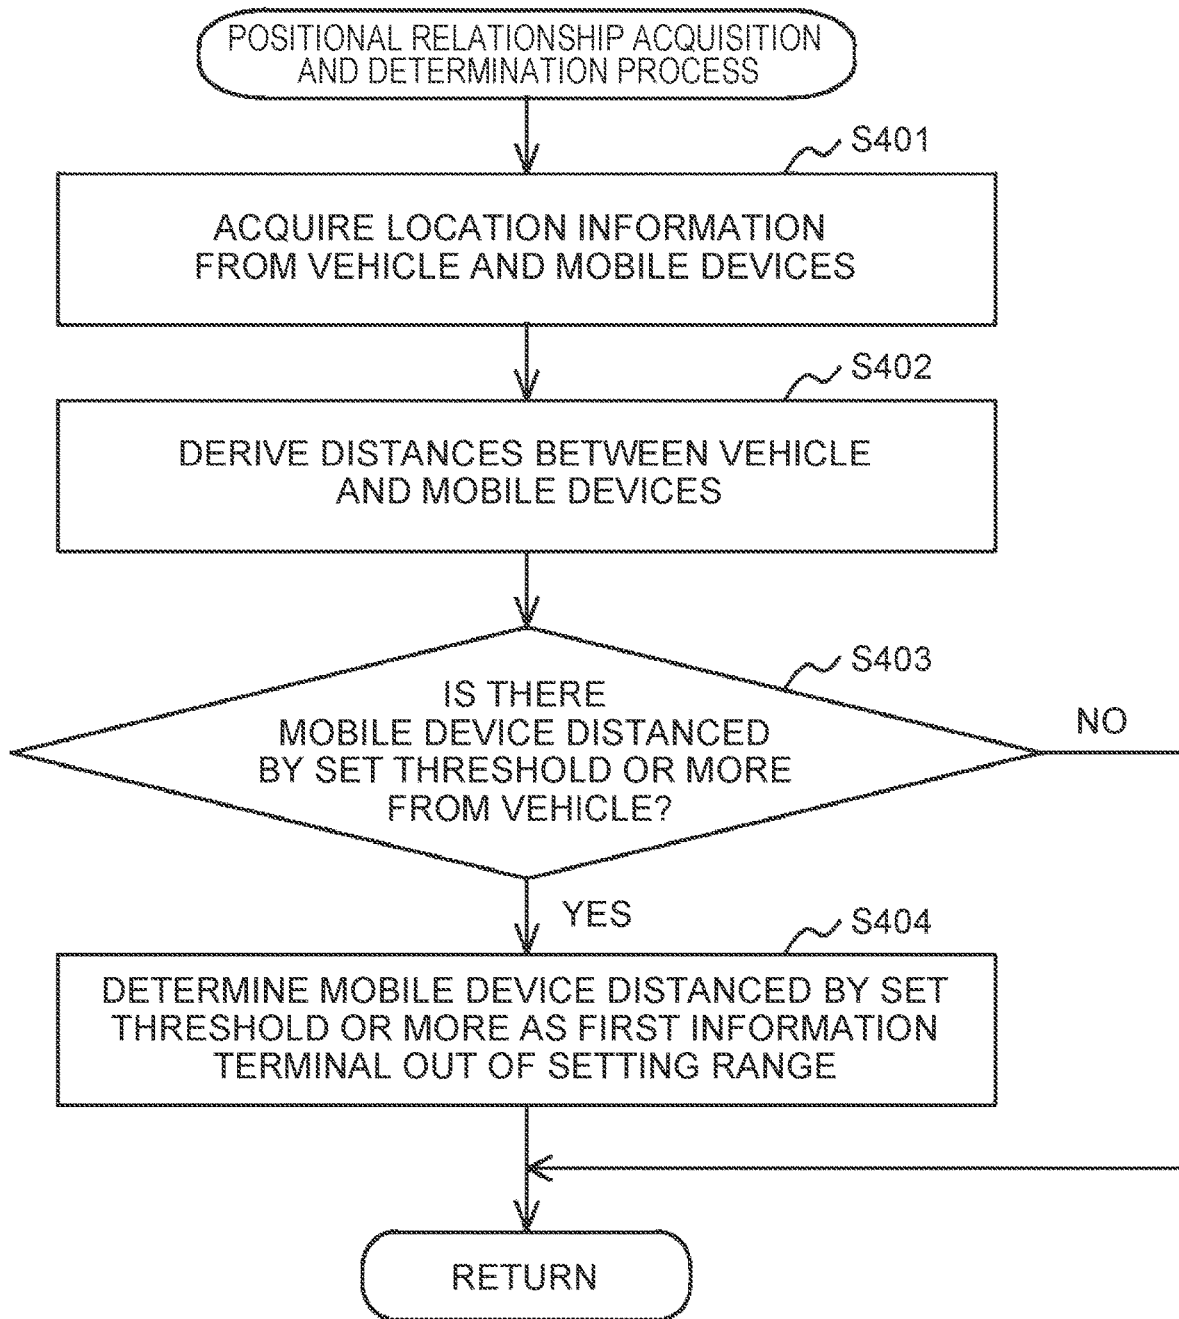 POSITIONAL RELATIONSHIP ACQUISITION
AND DETERMINATION PROCESS
S401
ACQUIRE LOCATION INFORMATION
FROM VEHICLE AND MOBILE DEVICES
S402
DERIVE DISTANCES BETWEEN VEHICLE
AND MOBILE DEVICES
S403
IS THERE
MOBILE DEVICE DISTANCED
BY SET THRESHOLD OR MORE
FROM VEHICLE?
NO
YES
S404
DETERMINE MOBILE DEVICE DISTANCED BY SET
THRESHOLD OR MORE AS FIRST INFORMATION
TERMINAL OUT OF SETTING RANGE
RETURN